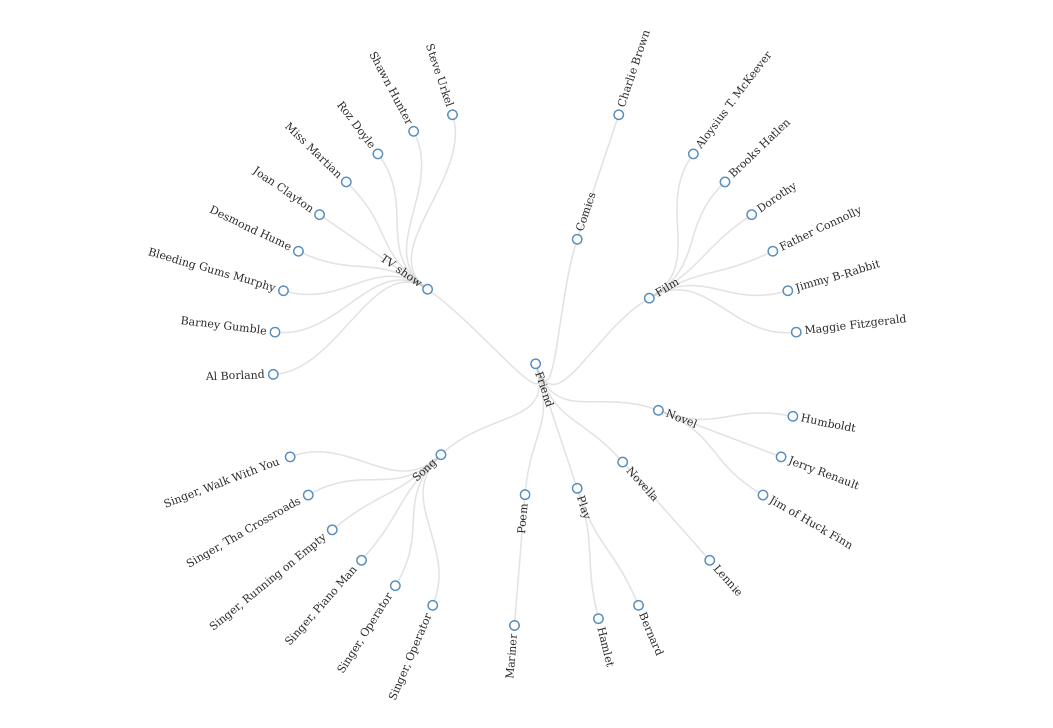 Friend
Comics
Charlie Brown
Film
Aloysius T. McKeever
Brooks Hatlen
Dorothy
Father Connolly
Jimmy B-Rabbit
Maggie Fitzgerald
Novel
Humboldt
Jerry Renault
Jim of Huck Finn
Novella
Lennie
Play
Bernard
Hamlet
Poem
Mariner
Song
Singer, Operator
Singer, Operator
Singer, Piano Man
Singer, Running on Empty
Singer, Tha Crossroads
Singer, Walk With You
TV show
Al Borland
Barney Gumble
Bleeding Gums Murphy
Desmond Hume
Joan Clayton
Miss Martian
Roz Doyle
Shawn Hunter
Steve Urkel